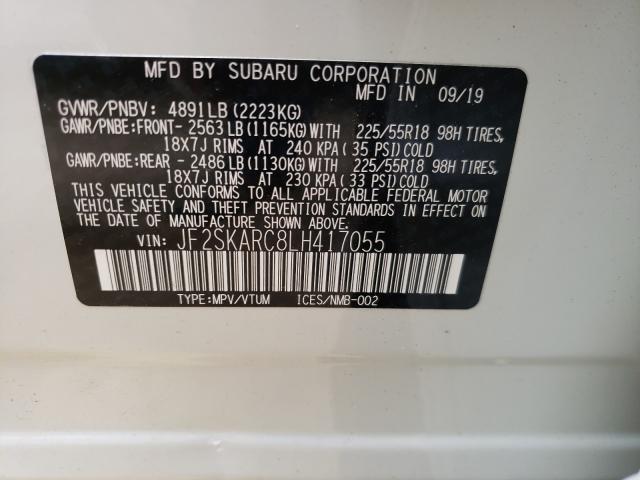 MFD BY SUBARU CORPORATION
MFD IN 09/19
GVWR/PNBV: 4891LB (2223KG)
GAWR/PNBE:FRONT- 2563 LB (1165KG) WITH 225/55R18 98H TIRES,
18X7J RIMS AT 240 KPA ( 35 PSI) COLD
GAWR/PNBE:REAR - 2486 LB (1130KG) WITH 225/55R18 98H TIRES,
18X7J RIMS AT 230 KPA ( 33 PSI) COLD
THIS VEHICLE CONFORMS TO ALL APPLICABLE FEDERAL MOTOR
VEHICLE SAFETY AND THEFT PREVENTION STANDARDS IN EFFECT ON
THE DATE OF MANUFACTURE SHOWN ABOVE.
VIN: JF2SKARC8LH417055
TYPE:MPV/VTUM ICES/NMB-002